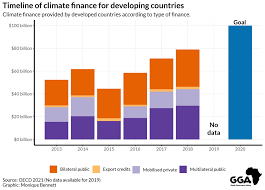 Timeline of climate finance for developing countries
Climate finance provided by developed countries according to type of finance.
$100 billion
Goal
$80 billion
$60 billion
$40 billion
$20 billion
$0 billion
No
data
2013 2014 2015 2016 2017 2018 2019 2020
Bilateral public Export credits Mobilised private Multilateral public
Source: OECD 2021 (No data available for 2019)
Graphic: Monique Bennett
GGA